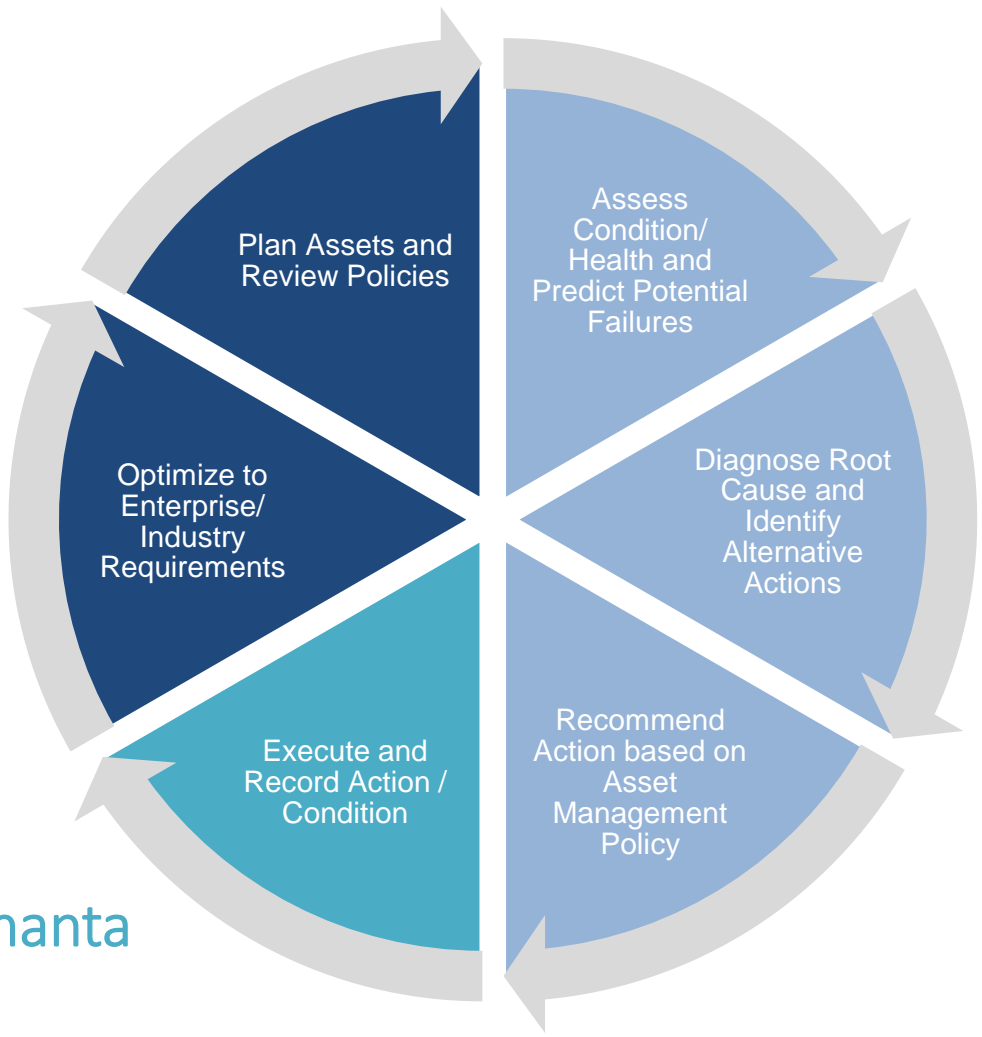 Plan Assets and
Review Policies
Assess
Condition/
Health and
Predict Potential
Failures
Diagnose Root
Cause and
Identify
Alternative
Actions
Recommend
Action based on
Asset
Management
Policy
Execute and
Record Action /
Condition
Optimize to
Enterprise/
Industry
Requirements